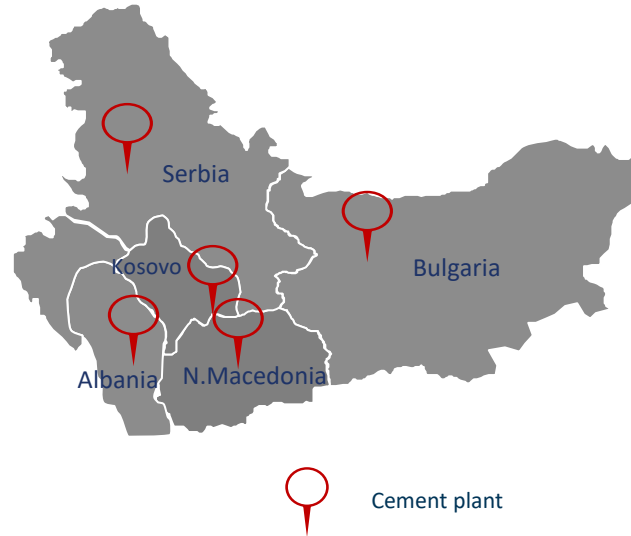 Serbia
Kosovo
Bulgaria
Albania
N.Macedonia
Cement plant